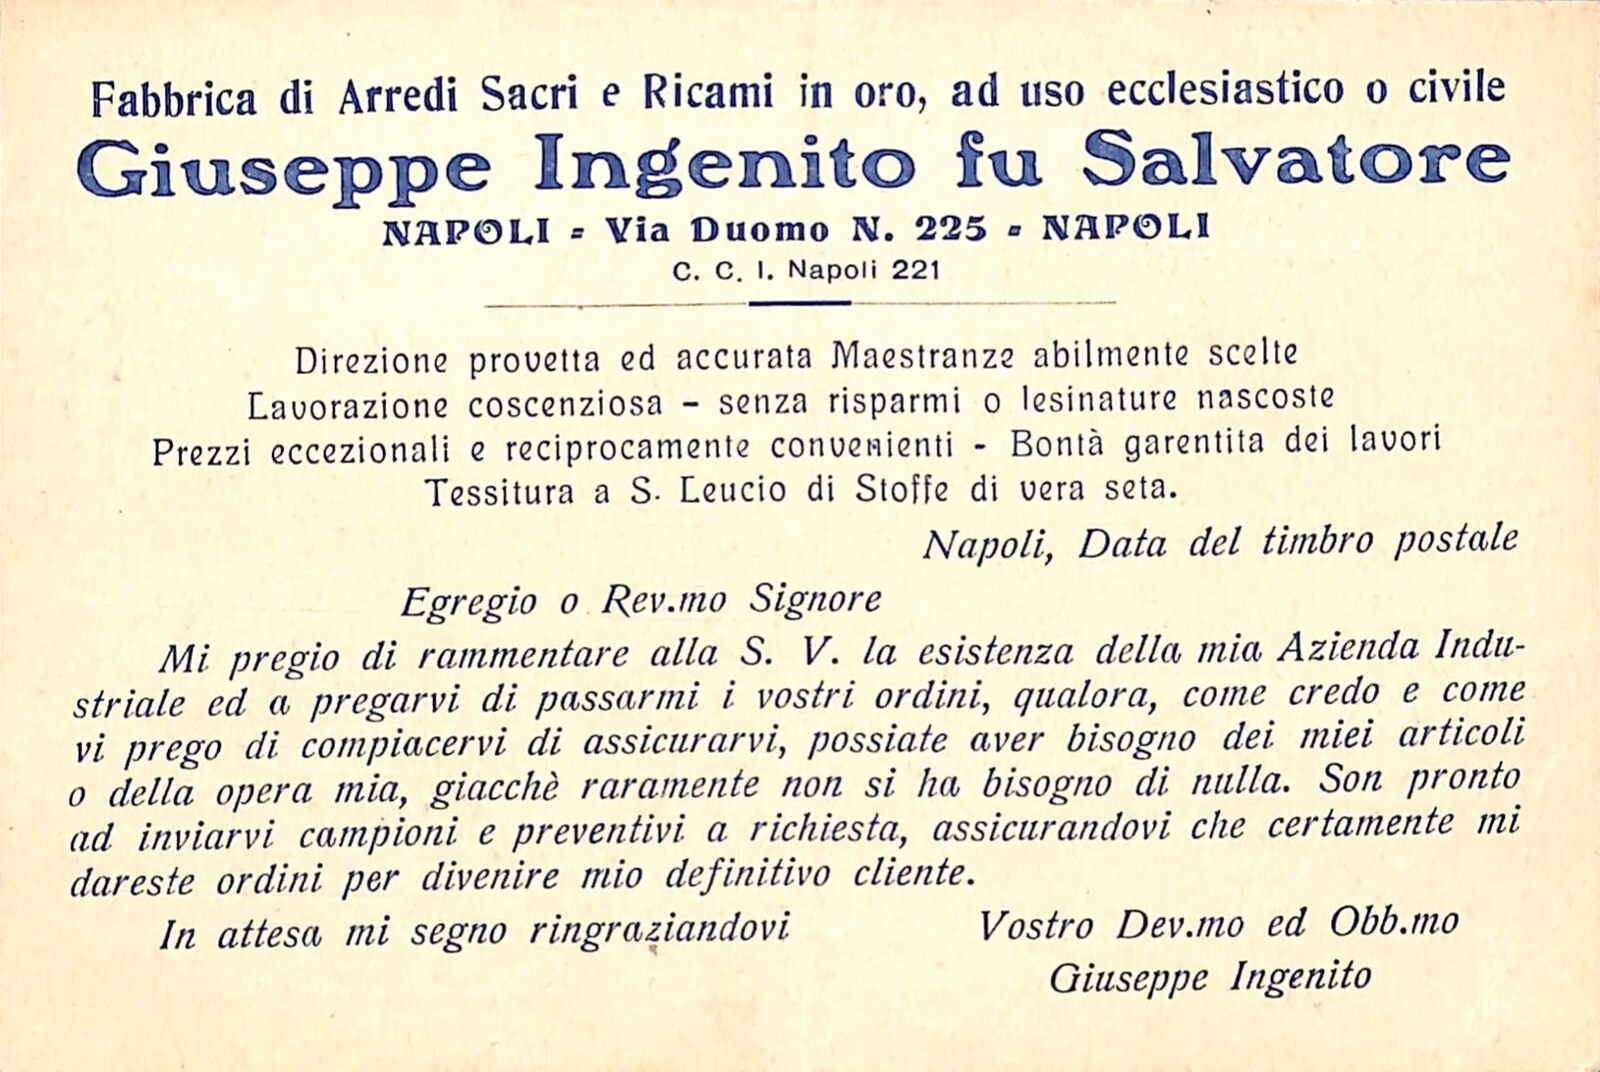 Fabbrica di Arredi Sacri e Ricami in oro, ad uso ecclesiastico o civile
Giuseppe Ingenito fu Salvatore
NAPOLI - Via Duomo N. 225 - NAPOLI
C. C. I. Napoli 221
Direzione provetta ed accurata Maestranze abilmente scelte
Lavorazione coscenziosa - senza risparmi o lesinature nascoste
Prezzi eccezionali e reciprocamente convenienti - Bontà garentita dei lavori
Tessitura a S. Leucio di Stoffe di vera seta.
Napoli, Data del timbro postale
Egregio o Rev.mo Signore
Mi pregio di rammentare alla S. V. la esistenza della mia Azienda Indu-
striale ed a pregarvi di passarmi i vostri ordini, qualora, come credo e come
vi prego di compiacervi di assicurarvi, possiate aver bisogno dei miei articoli
o della opera mia, giacchè raramente non si ha bisogno di nulla. Son pronto
ad inviarvi campioni e preventivi a richiesta, assicurandovi che certamente mi
dareste ordini per divenire mio definitivo cliente.
In attesa mi segno ringraziandovi
Vostro Dev.mo ed Obb.mo
Giuseppe Ingenito